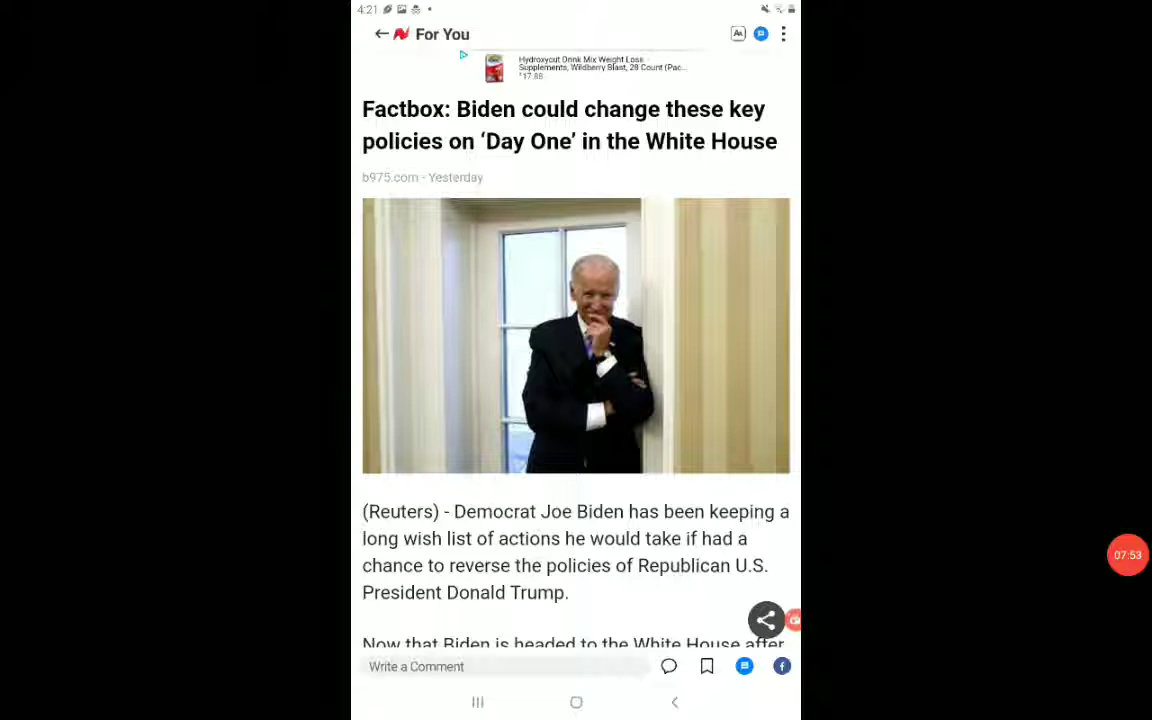 4:21
For You
Hydroxycut Drink Mix Weight Loss
Supplements, Wildberry Blast, 28 Count (Pac...
$17.88
Factbox: Biden could change these key
policies on ‘Day One’ in the White House
b975.com - Yesterday
(Reuters) - Democrat Joe Biden has been keeping a
long wish list of actions he would take if had a
chance to reverse the policies of Republican U.S.
President Donald Trump.
Now that Biden is headed to the White House after
Write a Comment
07:53